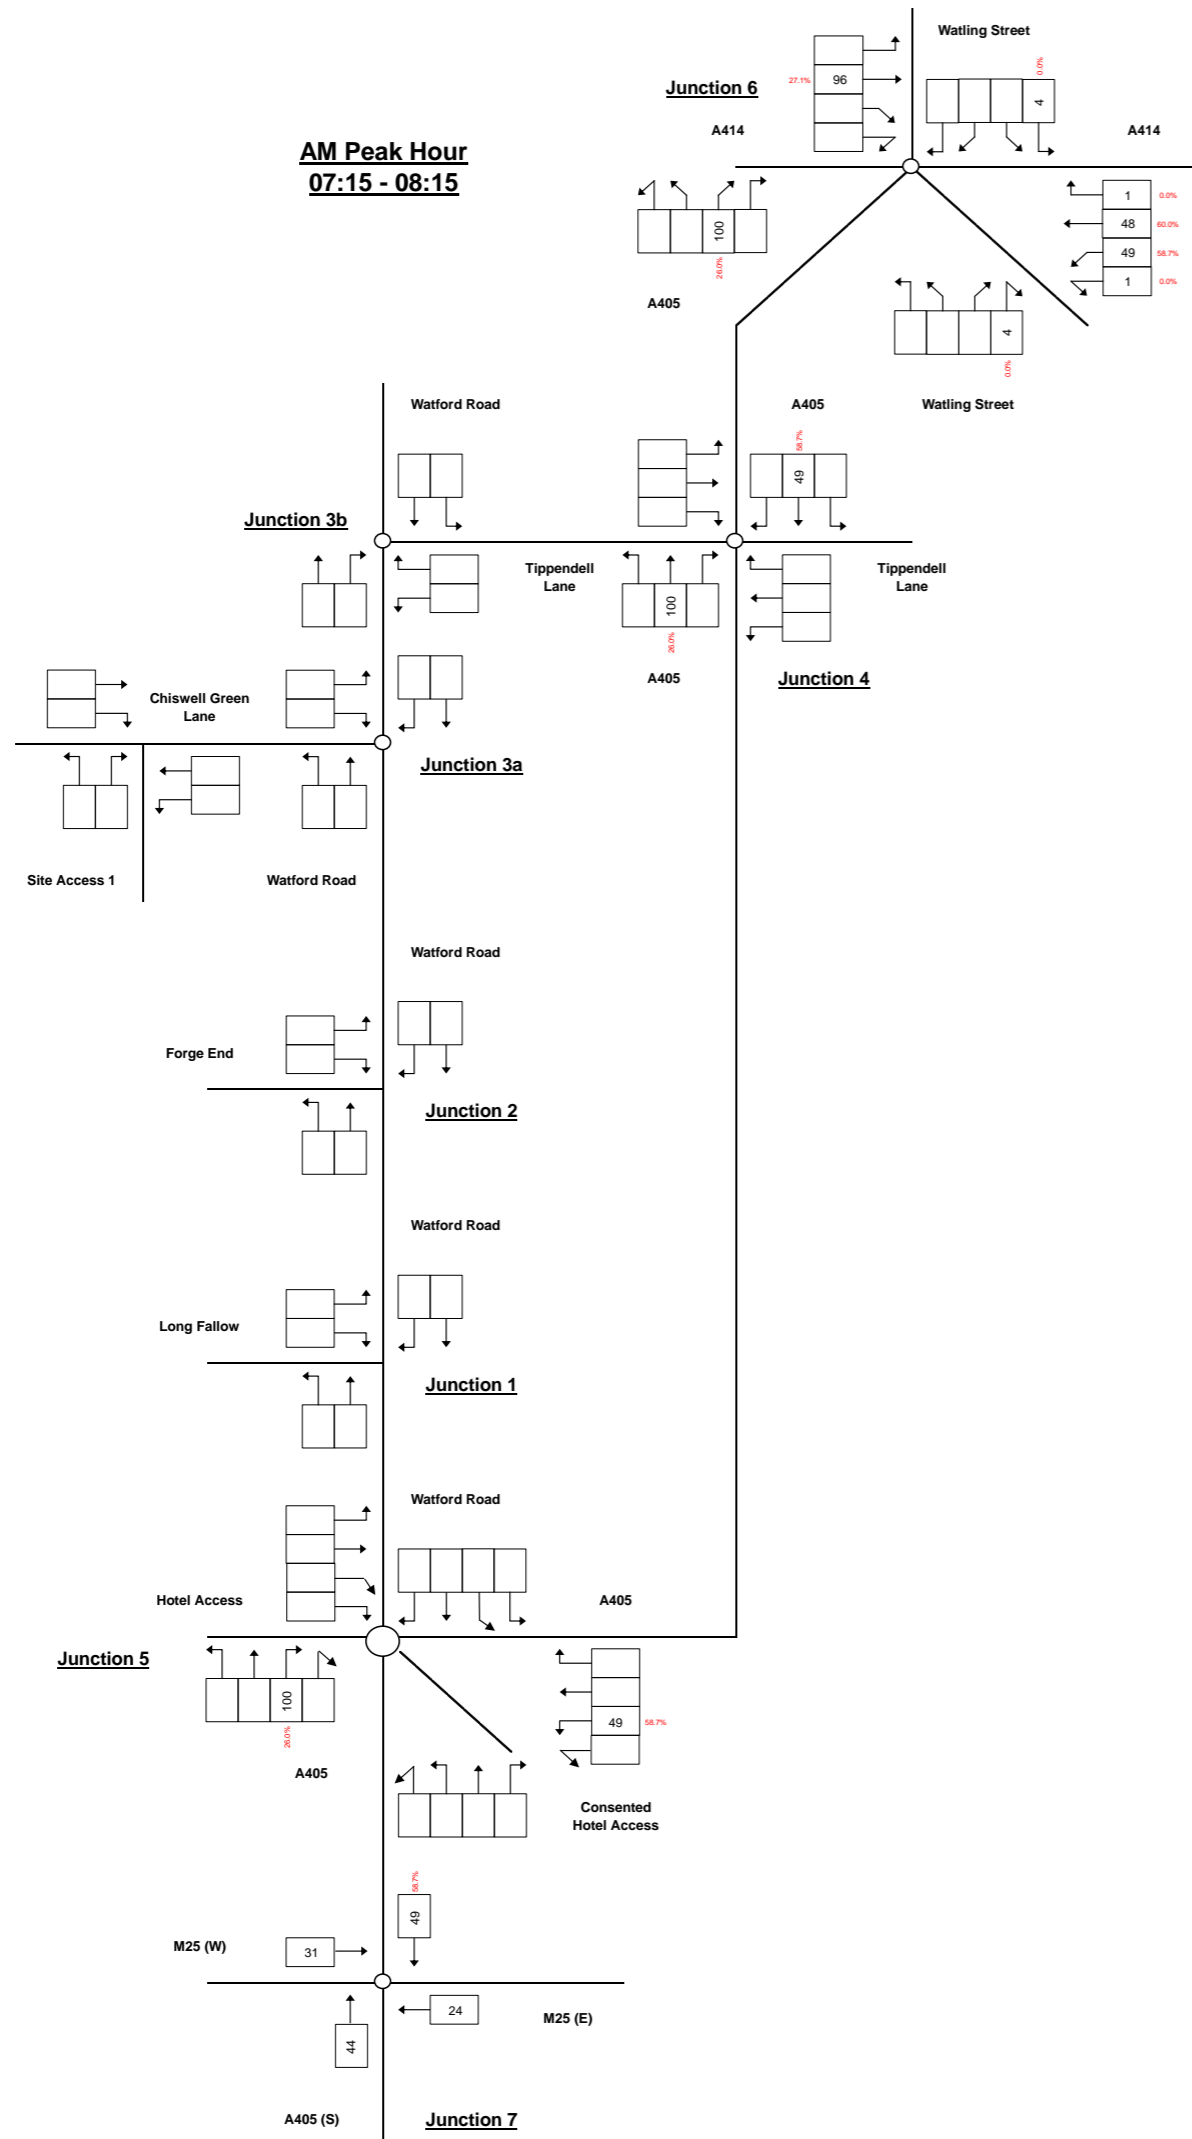 Watling Street
96
27.1%
0.0%
4
Junction 6
A414
A414
AM Peak Hour
07:15 - 08:15
1
0.0%
48
60.0%
49
58.7%
1
0.0%
100
26.0%
A405
4
0.0%
Watford Road
A405
Watling Street
58.7%
49
Junction 3b
Tippendell
Lane
Tippendell
Lane
100
26.0%
A405
Junction 4
Chiswell Green
Lane
Junction 3a
Site Access 1
Watford Road
Watford Road
Forge End
Junction 2
Watford Road
Long Fallow
Junction 1
Watford Road
Hotel Access
A405
Junction 5
100
26.0%
49
58.7%
A405
Consented
Hotel Access
58.7%
49
M25 (W)
31
24
M25 (E)
44
A405 (S)
Junction 7